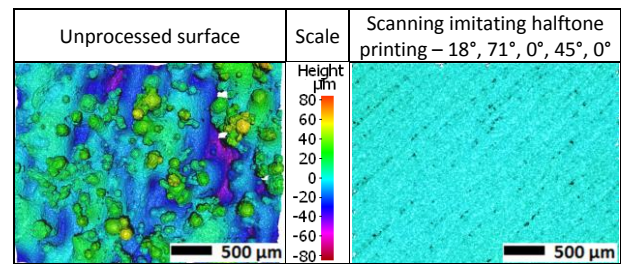 Unprocessed surface
Scale
Scanning imitating halftone
printing – 18°, 71°, 0°, 45°, 0°
Height
µm
80
60
40
20
0
-20
-40
-60
-80
500 µm
500 µm